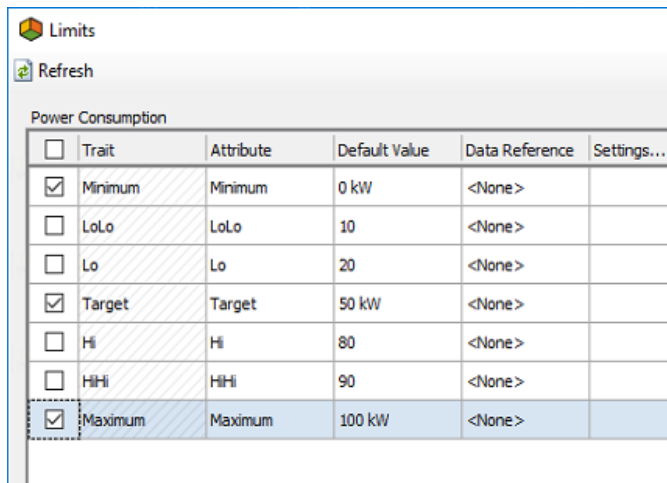 Limits
Refresh
Power Consumption
Trait Attribute Default Value Data Reference Settings...
Minimum Minimum 0 kW <None>
LoLo LoLo 10 <None>
Lo Lo 20 <None>
Target Target 50 kW <None>
Hi Hi 80 <None>
HiHi HiHi 90 <None>
Maximum Maximum 100 kW <None>